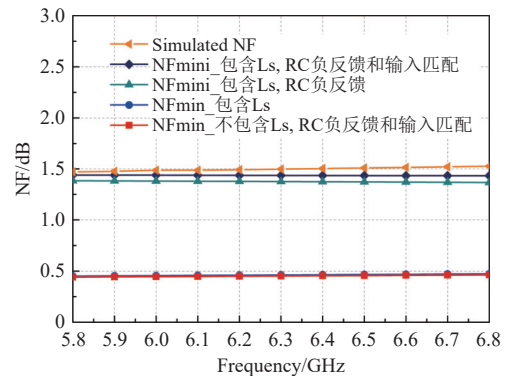 3.0
2.5
2.0
1.5
1.0
0.5
0
NF/dB
Simulated NF
NFmini_包含Ls, RC负反馈和输入匹配
NFmini_包含Ls, RC负反馈
NFmin_包含Ls
NFmin_不包含Ls, RC负反馈和输入匹配
5.8 5.9 6.0 6.1 6.2 6.3 6.4 6.5 6.6 6.7 6.8
Frequency/GHz